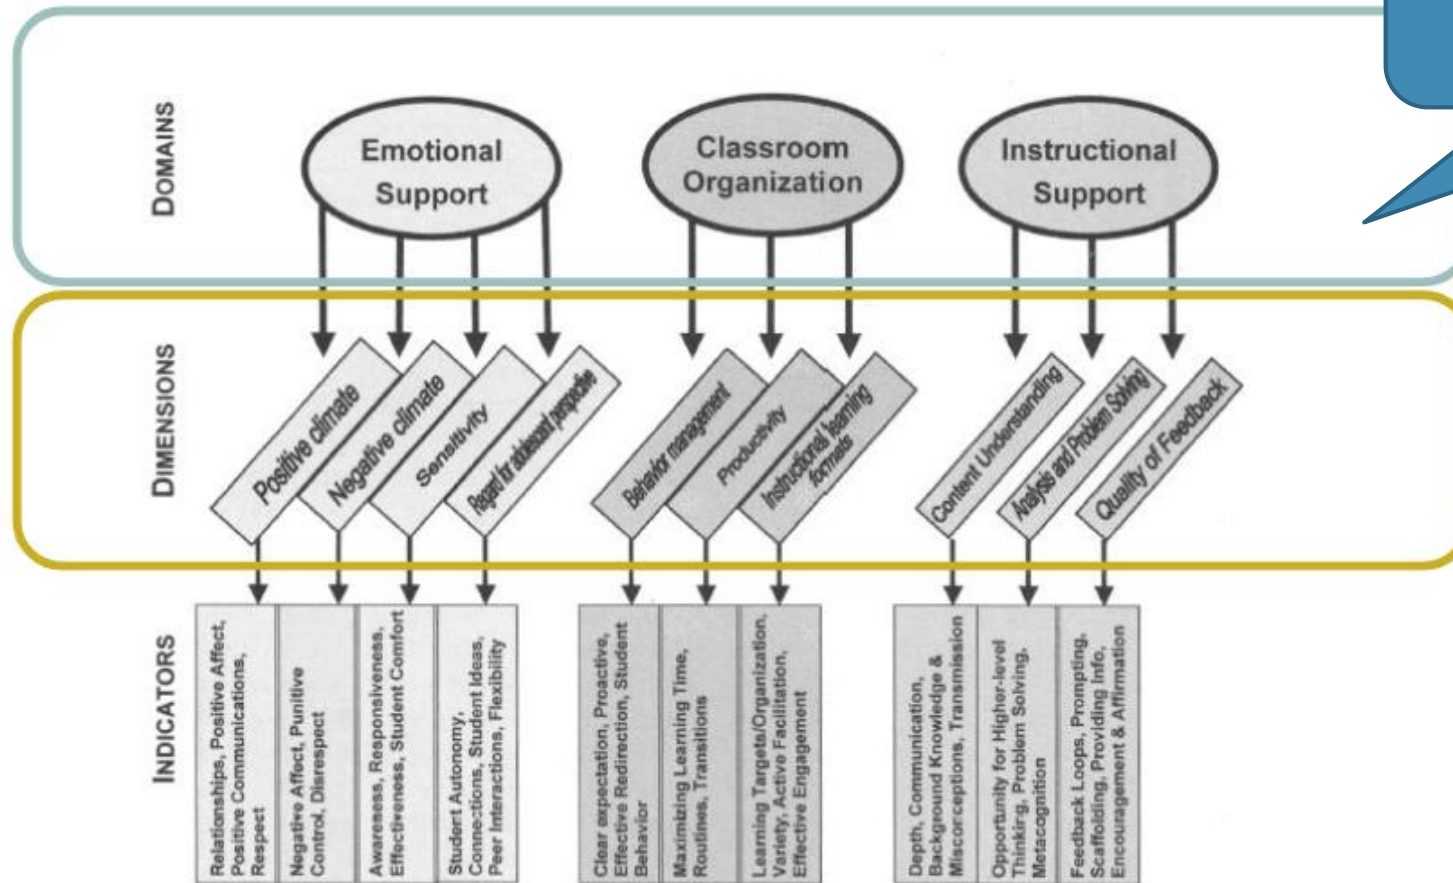 DOMAINS
Emotional
Support
Classroom
Organization
Instructional
Support
DIMENSIONS
Positive climate
Negative climate
Sensitivity
Regard for adolescent perspective
Behavior management
Productivity
Instructional learning
formats
Content Understanding
Analysis and Problem Solving
Quality of Feedback
INDICATORS
Relationships, Positive Affect,
Positive Communications,
Respect
Negative Affect, Punitive
Control, Disrespect
Awareness, Responsiveness,
Effectiveness, Student Comfort
Student Autonomy,
Connections, Student Ideas,
Peer Interactions, Flexibility
Clear expectation, Proactive,
Effective Redirection, Student
Behavior
Maximizing Learning Time,
Routines, Transitions
Learning Targets/Organization,
Variety, Active Facilitation,
Effective Engagement
Depth, Communication,
Background Knowledge &
Misconceptions, Transmission
Opportunity for Higher-level
Thinking, Problem Solving,
Metacognition
Feedback Loops, Prompting,
Scaffolding, Providing Info,
Encouragement & Affirmation